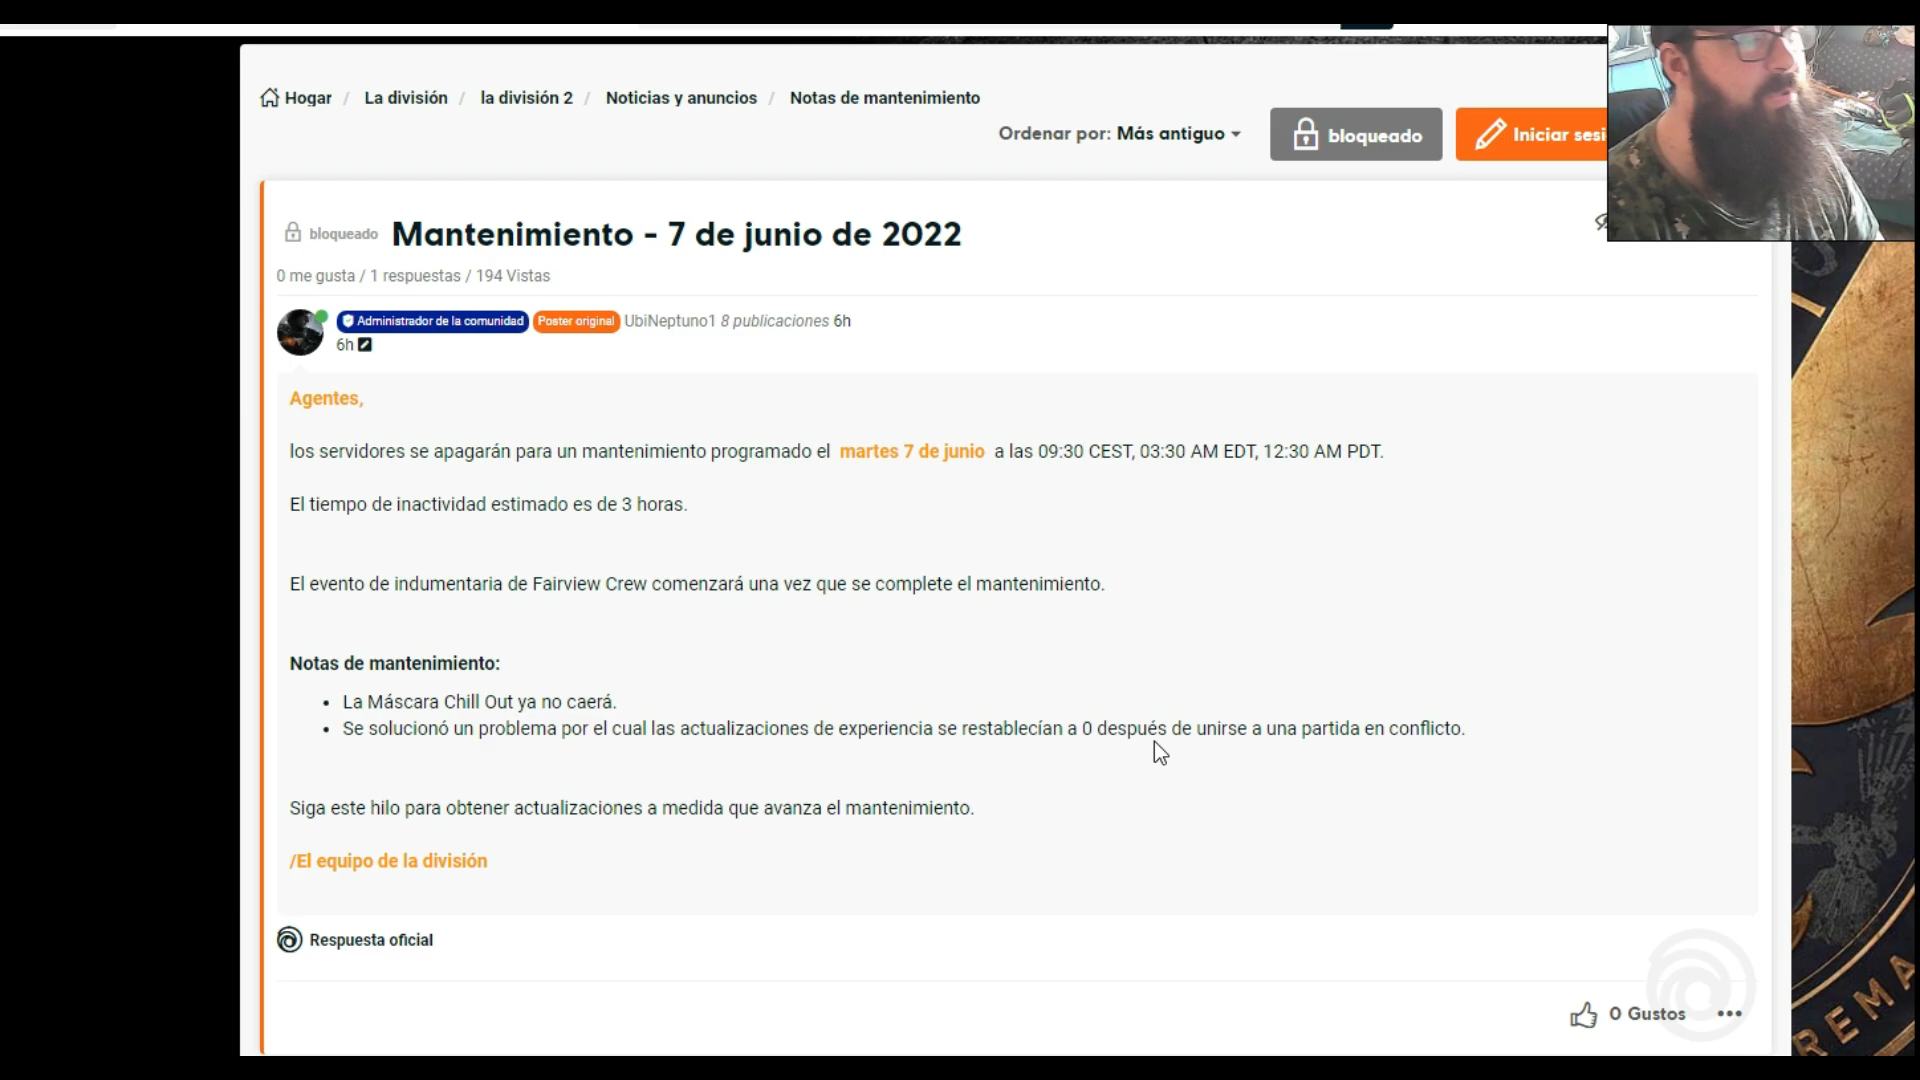 Hogar / La división / la división 2 / Noticias y anuncios / Notas de mantenimiento
Ordenar por: Más antiguo
bloqueado
Iniciar sesi
bloqueado Mantenimiento - 7 de junio de 2022
0 me gusta / 1 respuestas / 194 Vistas
Administrador de la comunidad Poster original UbiNeptuno1 8 publicaciones 6h
6h
Agentes,
los servidores se apagarán para un mantenimiento programado el martes 7 de junio a las 09:30 CEST, 03:30 AM EDT, 12:30 AM PDT.
El tiempo de inactividad estimado es de 3 horas.
El evento de indumentaria de Fairview Crew comenzará una vez que se complete el mantenimiento.
Notas de mantenimiento:
• La Máscara Chill Out ya no caerá.
• Se solucionó un problema por el cual las actualizaciones de experiencia se restablecían a 0 después de unirse a una partida en conflicto.
Siga este hilo para obtener actualizaciones a medida que avanza el mantenimiento.
/El equipo de la división
Respuesta oficial
0 Gustos